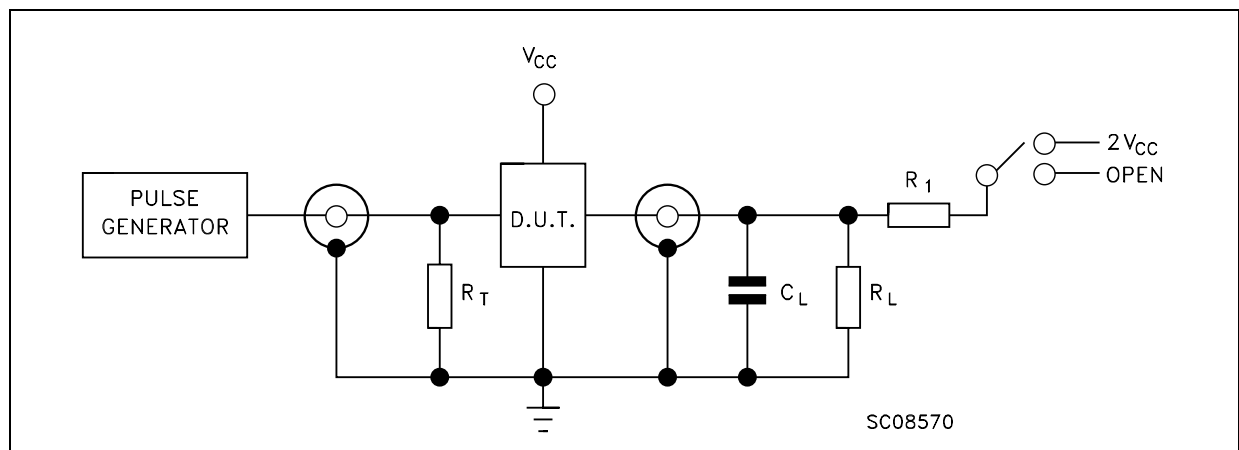 VCC
2VCC
OPEN
R1
PULSE
GENERATOR
D.U.T.
RT
CL
RL
SC08570